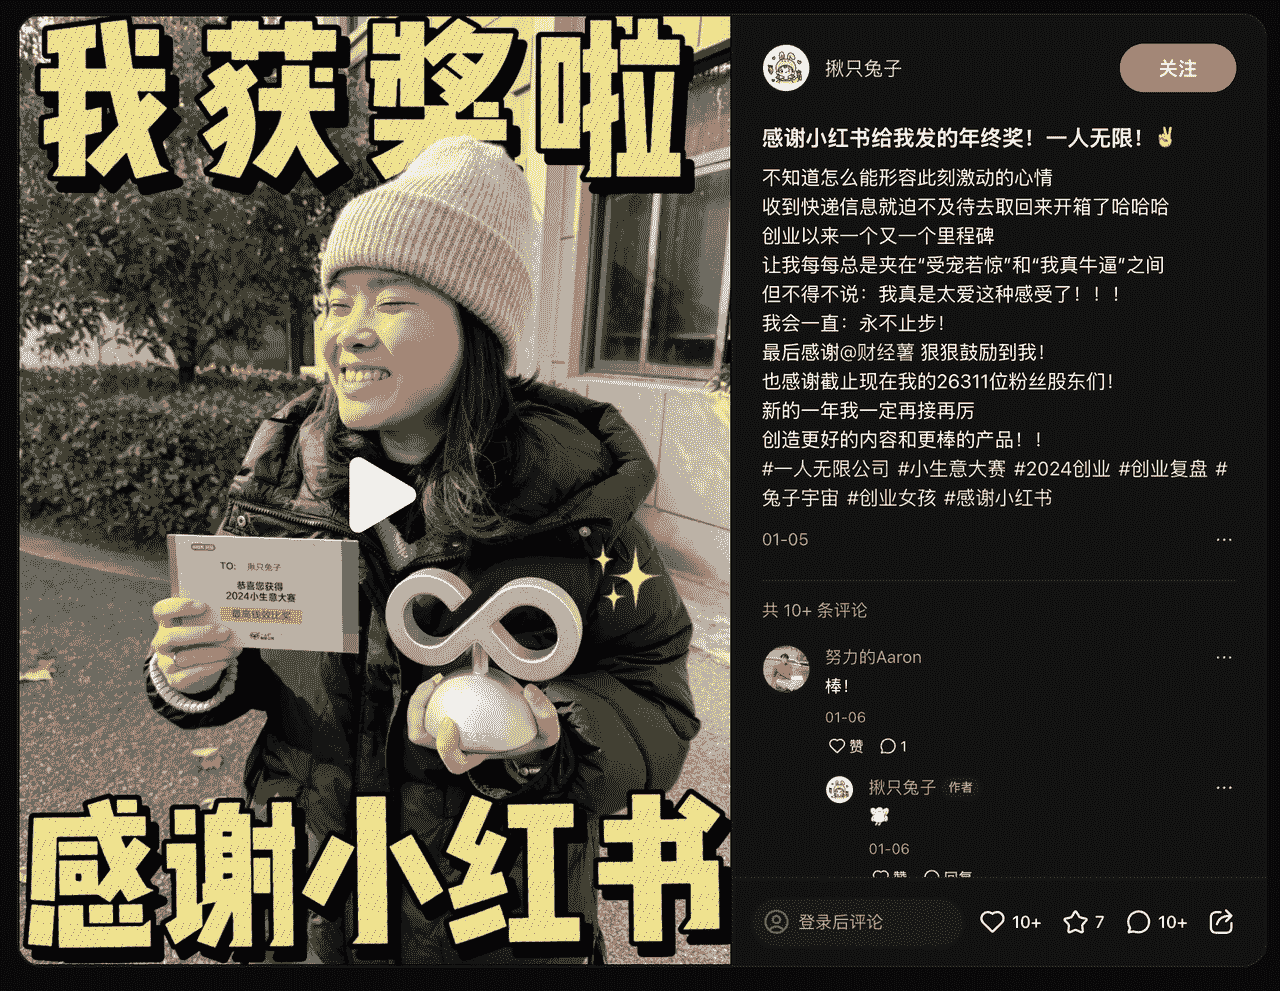 我获奖啦
TO: 揪只兔子
恭喜您获得
2024小生意大赛
感谢小红书
揪只兔子
关注
感谢小红书给我发的年终奖！一人无限！✌
不知道怎么能形容此刻激动的心情
收到快递信息就迫不及待去取回来开箱了哈哈哈
创业以来一个又一个里程碑
让我每每总是夹在“受宠若惊”和“我真牛逼”之间
但不得不说：我真是太爱这种感受了！！！
我会一直：永不止步！
最后感谢@财经薯 狠狠鼓励到我！
也感谢截止现在我的26311位粉丝股东们！
新的一年我一定再接再厉
创造更好的内容和更棒的产品！！
#一人无限公司 #小生意大赛 #2024创业 #创业复盘 #
兔子宇宙 #创业女孩 #感谢小红书
01-05
共 10+ 条评论
努力的Aaron
棒！
01-06
赞 1
揪只兔子 作者
01-06
赞 回复
登录后评论 10+ 7 10+